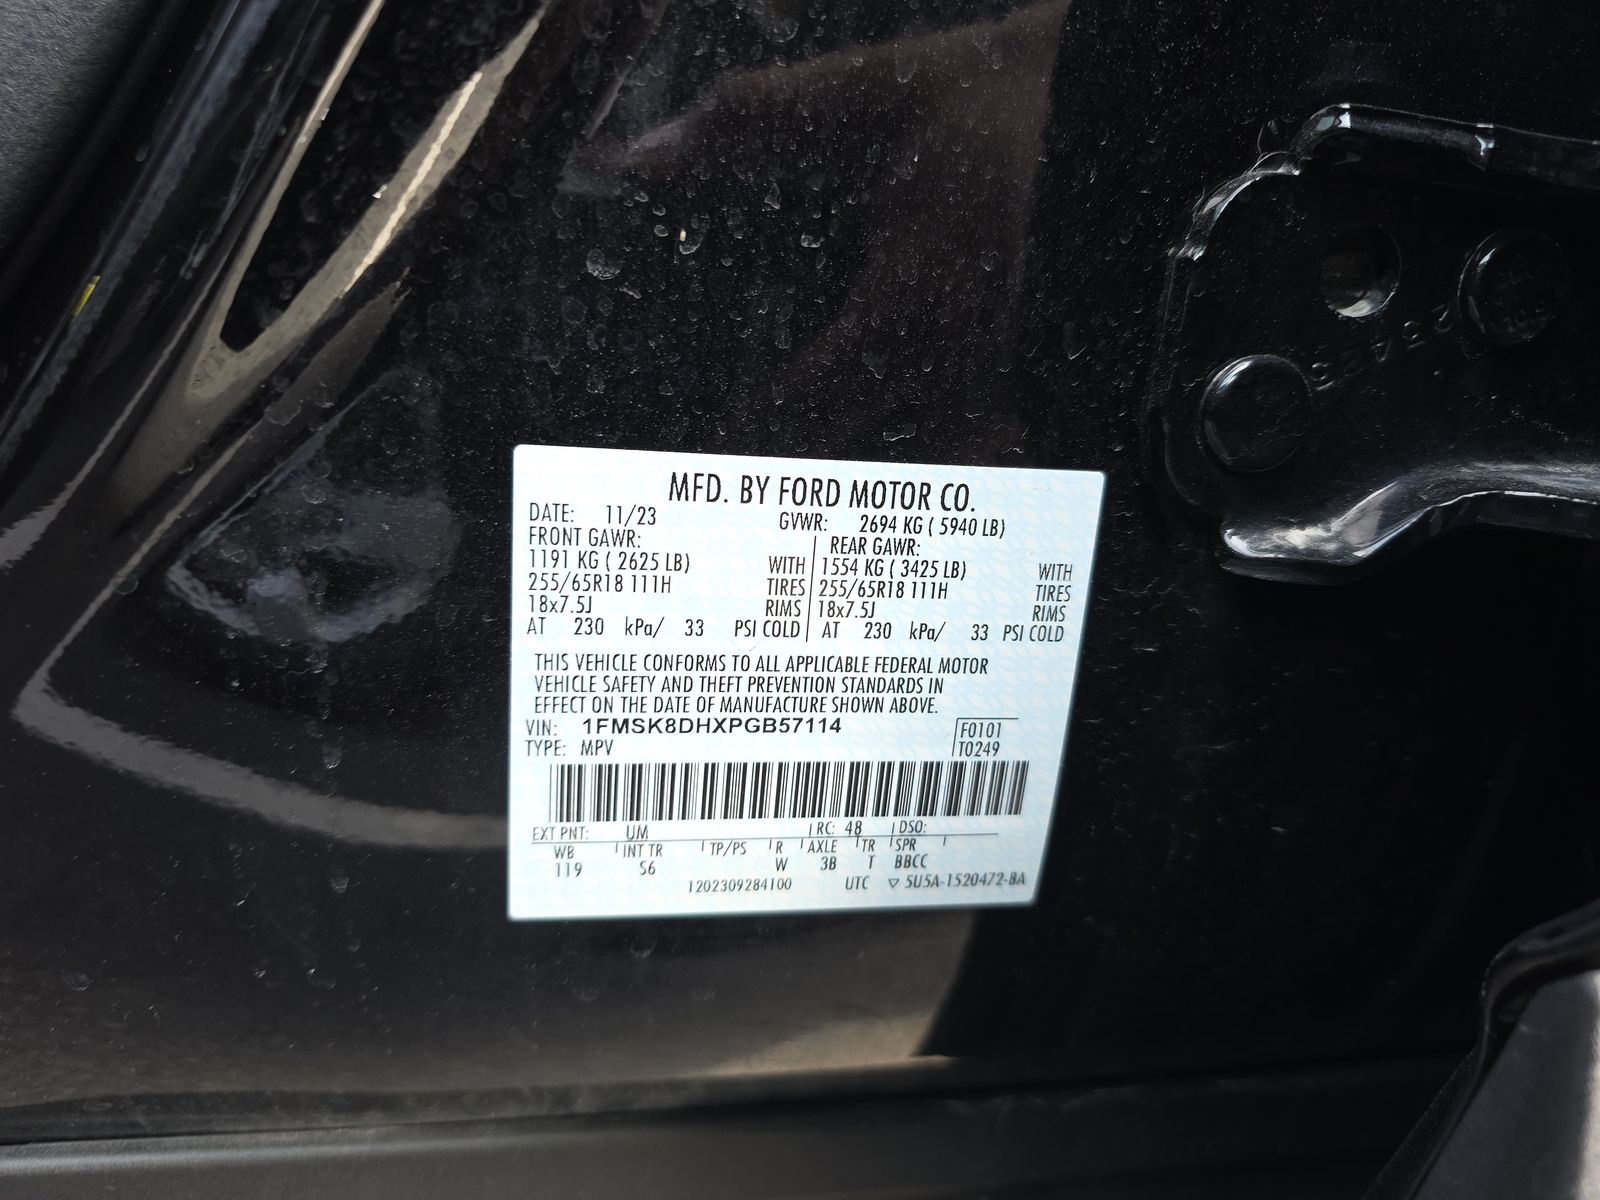 MFD. BY FORD MOTOR CO.
DATE: 11/23 GVWR: 2694 KG ( 5940 LB)
FRONT GAWR: REAR GAWR:
1191 KG ( 2625 LB) WITH 1554 KG ( 3425 LB) WITH
255/65R18 111H TIRES 255/65R18 111H TIRES
18x7.5J RIMS 18x7.5J RIMS
AT 230 kPa/ 33 PSI COLD AT 230 kPa/ 33 PSI COLD
THIS VEHICLE CONFORMS TO ALL APPLICABLE FEDERAL MOTOR
VEHICLE SAFETY AND THEFT PREVENTION STANDARDS IN
EFFECT ON THE DATE OF MANUFACTURE SHOWN ABOVE.
VIN: 1FMSK8DHXPGB57114 F0101
TYPE: MPV T0249
EXT PNT: UM RC: 48 DSO:
WB INT TR TP/PS R AXLE TR SPR
119 S6 W 3B T BBCC
1202309284100 UTC ▽ 5U5A-1520472-BA